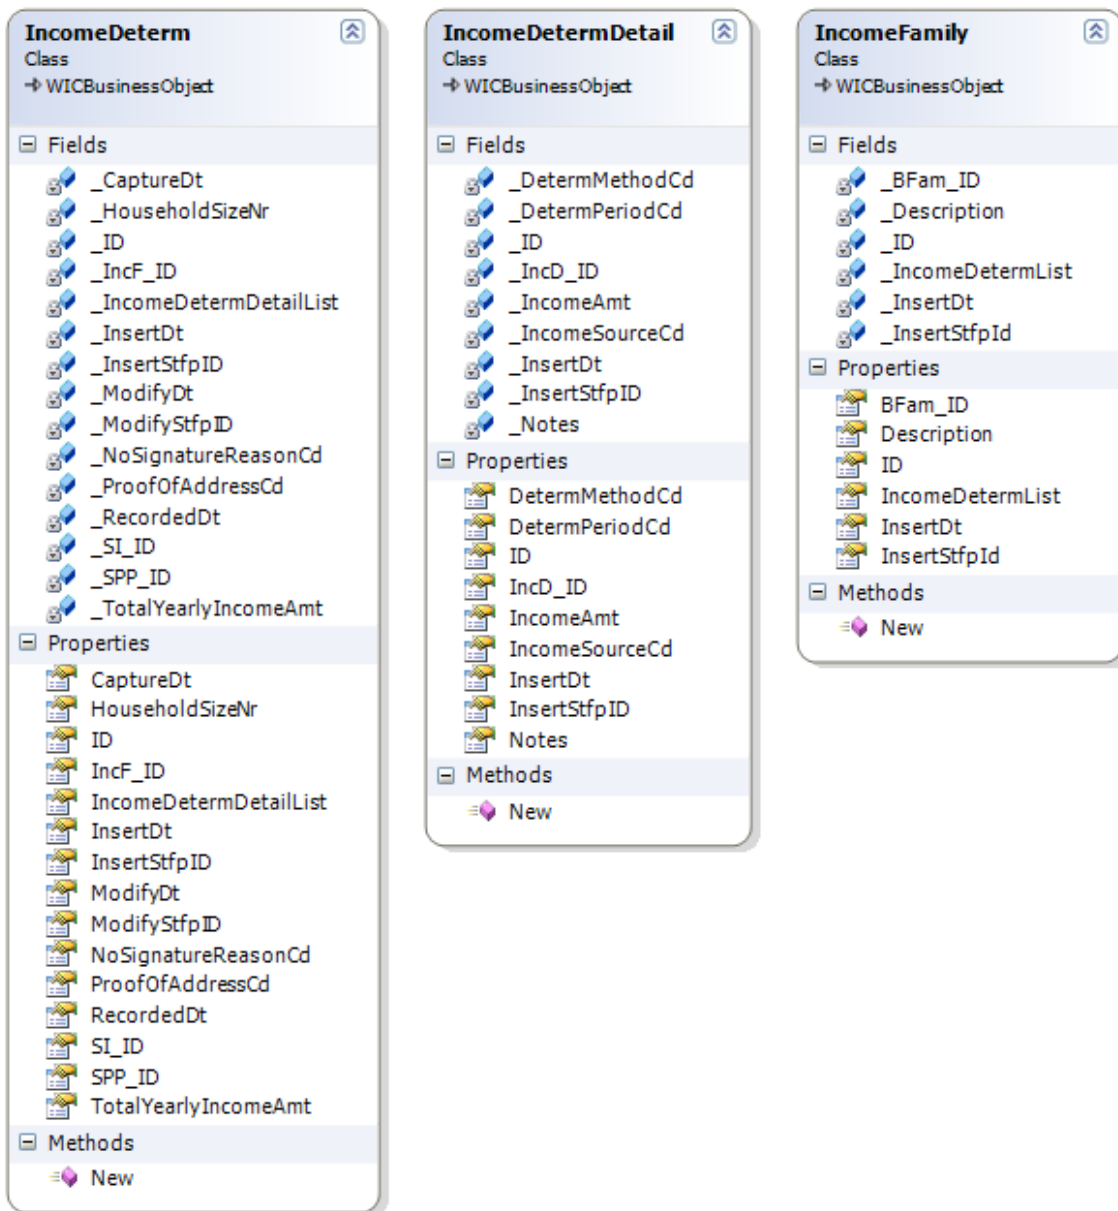 IncomeDeterm
Class
WICBusinessObject
Fields
_CaptureDt
_HouseholdSizeNr
_ID
_IncF_ID
_IncomeDetermDetailList
_InsertDt
_InsertStfpID
_ModifyDt
_ModifyStfpID
_NoSignatureReasonCd
_ProofOfAddressCd
_RecordedDt
_SI_ID
_SPP_ID
_TotalYearlyIncomeAmt
Properties
CaptureDt
HouseholdSizeNr
ID
IncF_ID
IncomeDetermDetailList
InsertDt
InsertStfpID
ModifyDt
ModifyStfpID
NoSignatureReasonCd
ProofOfAddressCd
RecordedDt
SI_ID
SPP_ID
TotalYearlyIncomeAmt
Methods
New
IncomeDetermDetail
Class
WICBusinessObject
Fields
_DetermMethodCd
_DetermPeriodCd
_ID
_IncD_ID
_IncomeAmt
_IncomeSourceCd
_InsertDt
_InsertStfpID
_Notes
Properties
DetermMethodCd
DetermPeriodCd
ID
IncD_ID
IncomeAmt
IncomeSourceCd
InsertDt
InsertStfpID
Notes
Methods
New
IncomeFamily
Class
WICBusinessObject
Fields
_BFam_ID
_Description
_ID
_IncomeDetermList
_InsertDt
_InsertStfpId
Properties
BFam_ID
Description
ID
IncomeDetermList
InsertDt
InsertStfpId
Methods
New